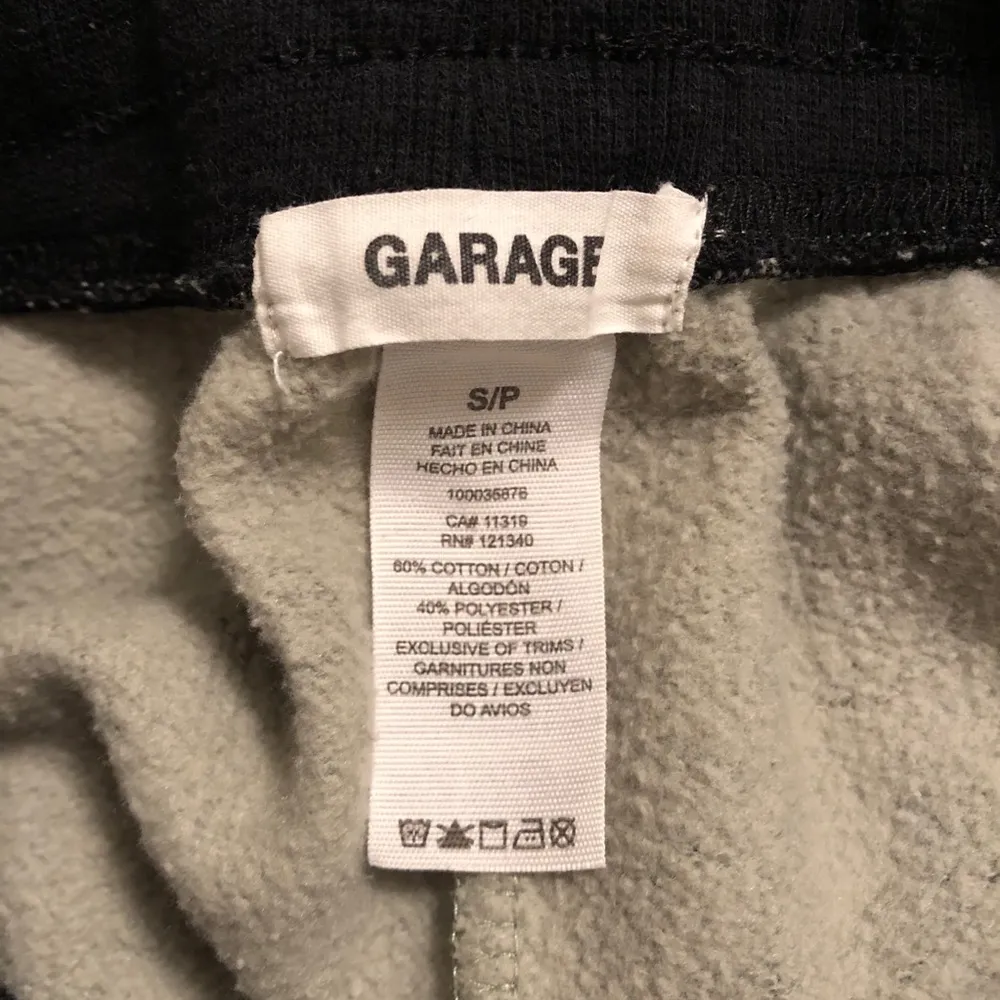 GARAGE
S/P
MADE IN CHINA
FAIT EN CHINE
HECHO EN CHINA
100035876
CA# 11319
RN# 121340
60% COTTON / COTON /
ALGODÓN
40% POLYESTER /
POLIÉSTER
EXCLUSIVE OF TRIMS /
GARNITURES NON
COMPRISES / EXCLUYEN
DO AVIOS